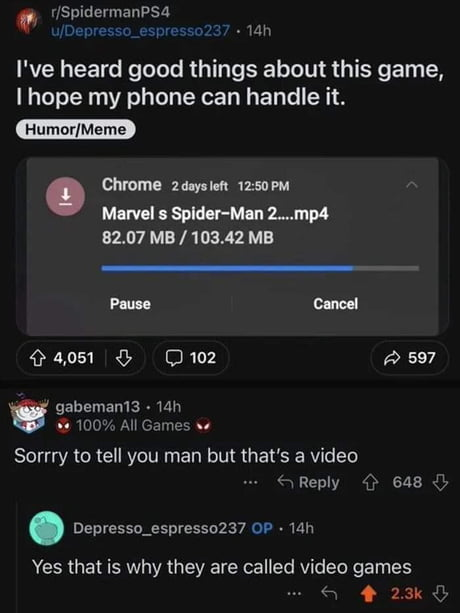 r/SpidermanPS4
u/Depresso_espresso237 · 14h
I've heard good things about this game,
I hope my phone can handle it.
Humor/Meme
Chrome 2 days left 12:50 PM
Marvel s Spider-Man 2....mp4
82.07 MB / 103.42 MB
Pause Cancel
4,051 102 597
gabeman13 · 14h
100% All Games
Sorrry to tell you man but that's a video
... Reply 648
Depresso_espresso237 OP · 14h
Yes that is why they are called video games
... 2.3k